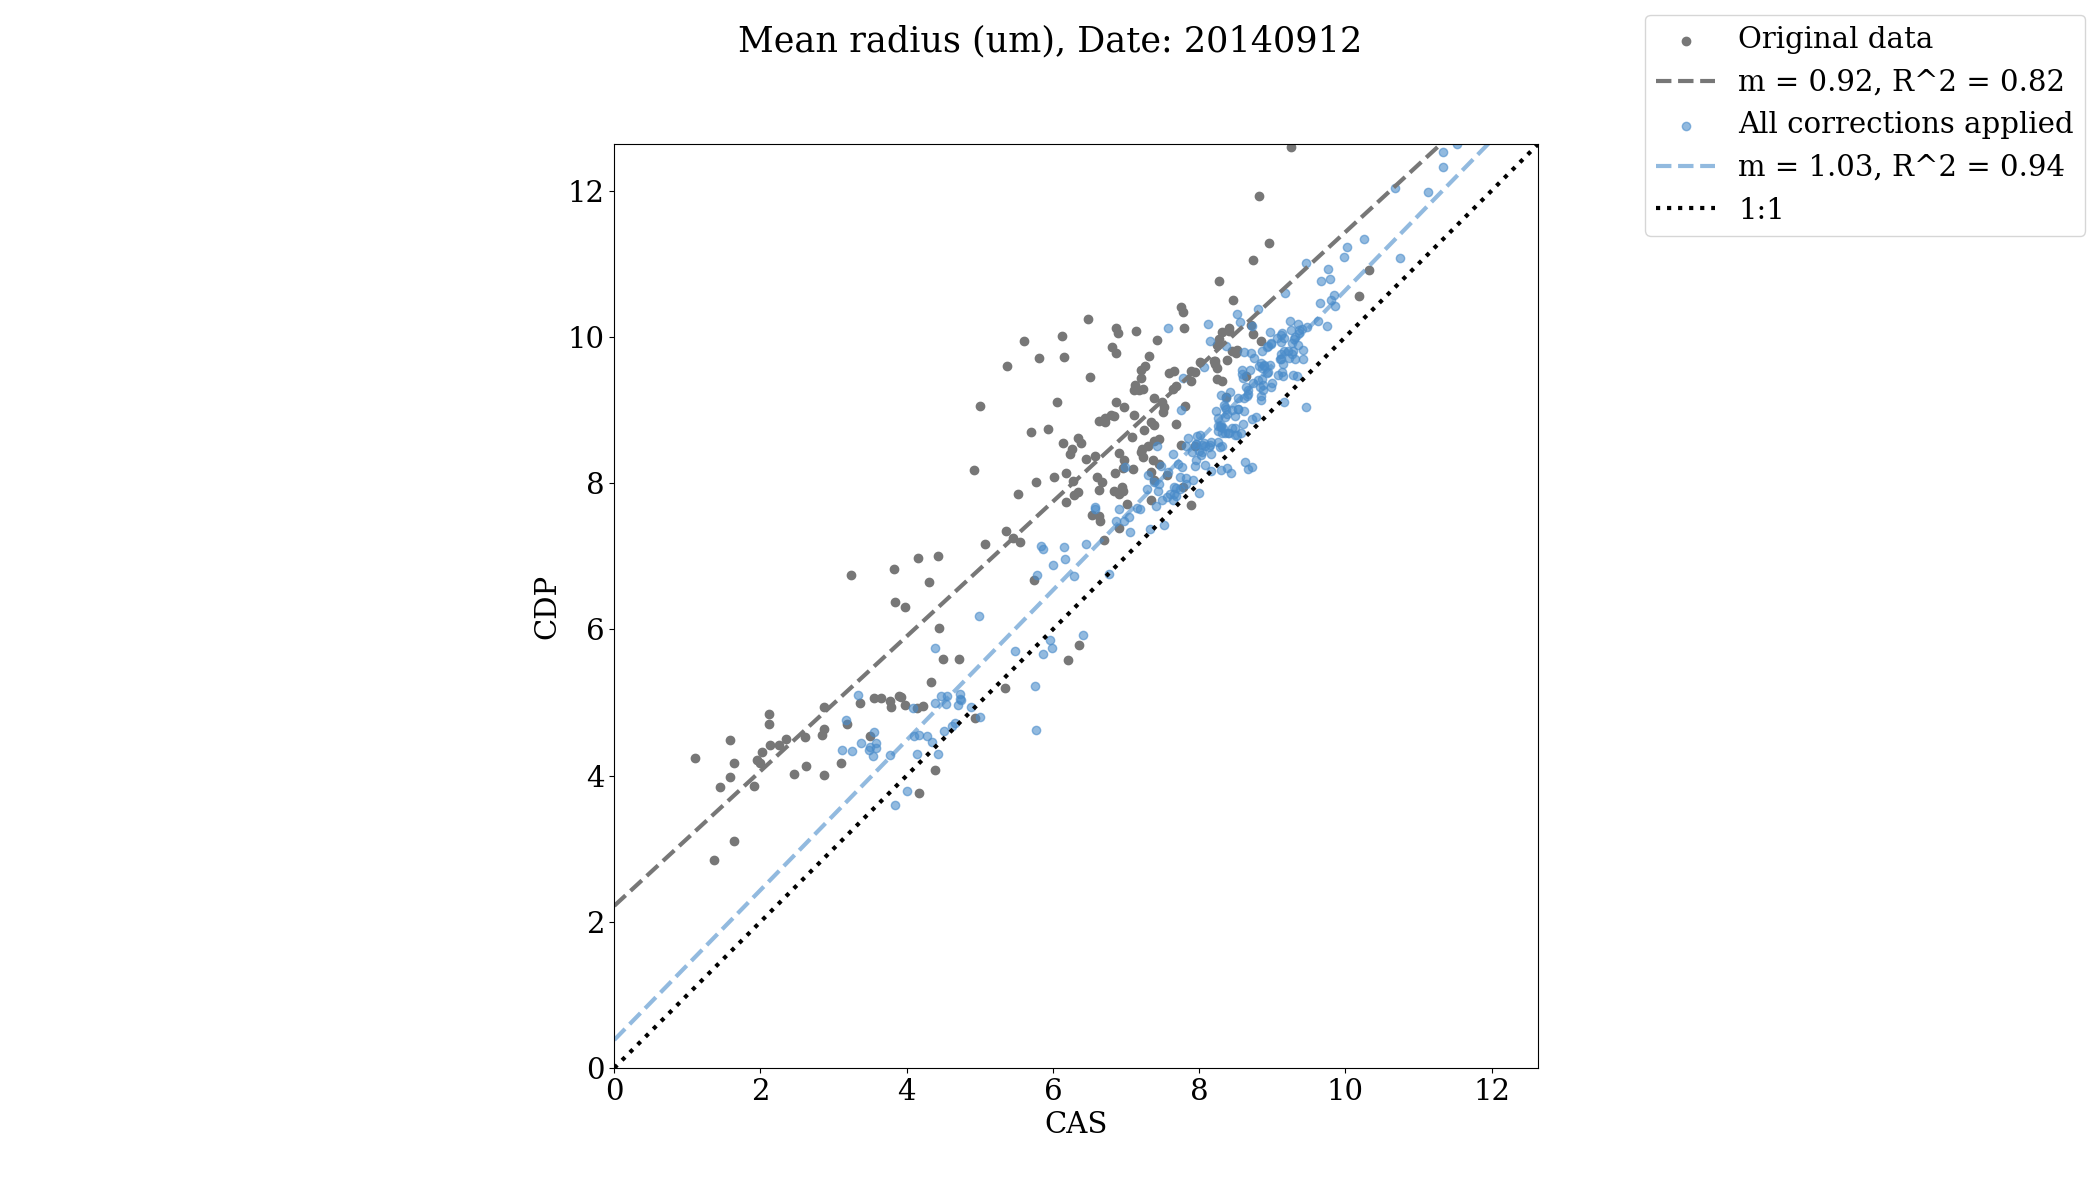 Mean radius (um), Date: 20140912
Original data
m = 0.92, R^2 = 0.82
All corrections applied
m = 1.03, R^2 = 0.94
1:1
12
10
8
6
4
2
0
CDP
0 2 4 6 8 10 12
CAS